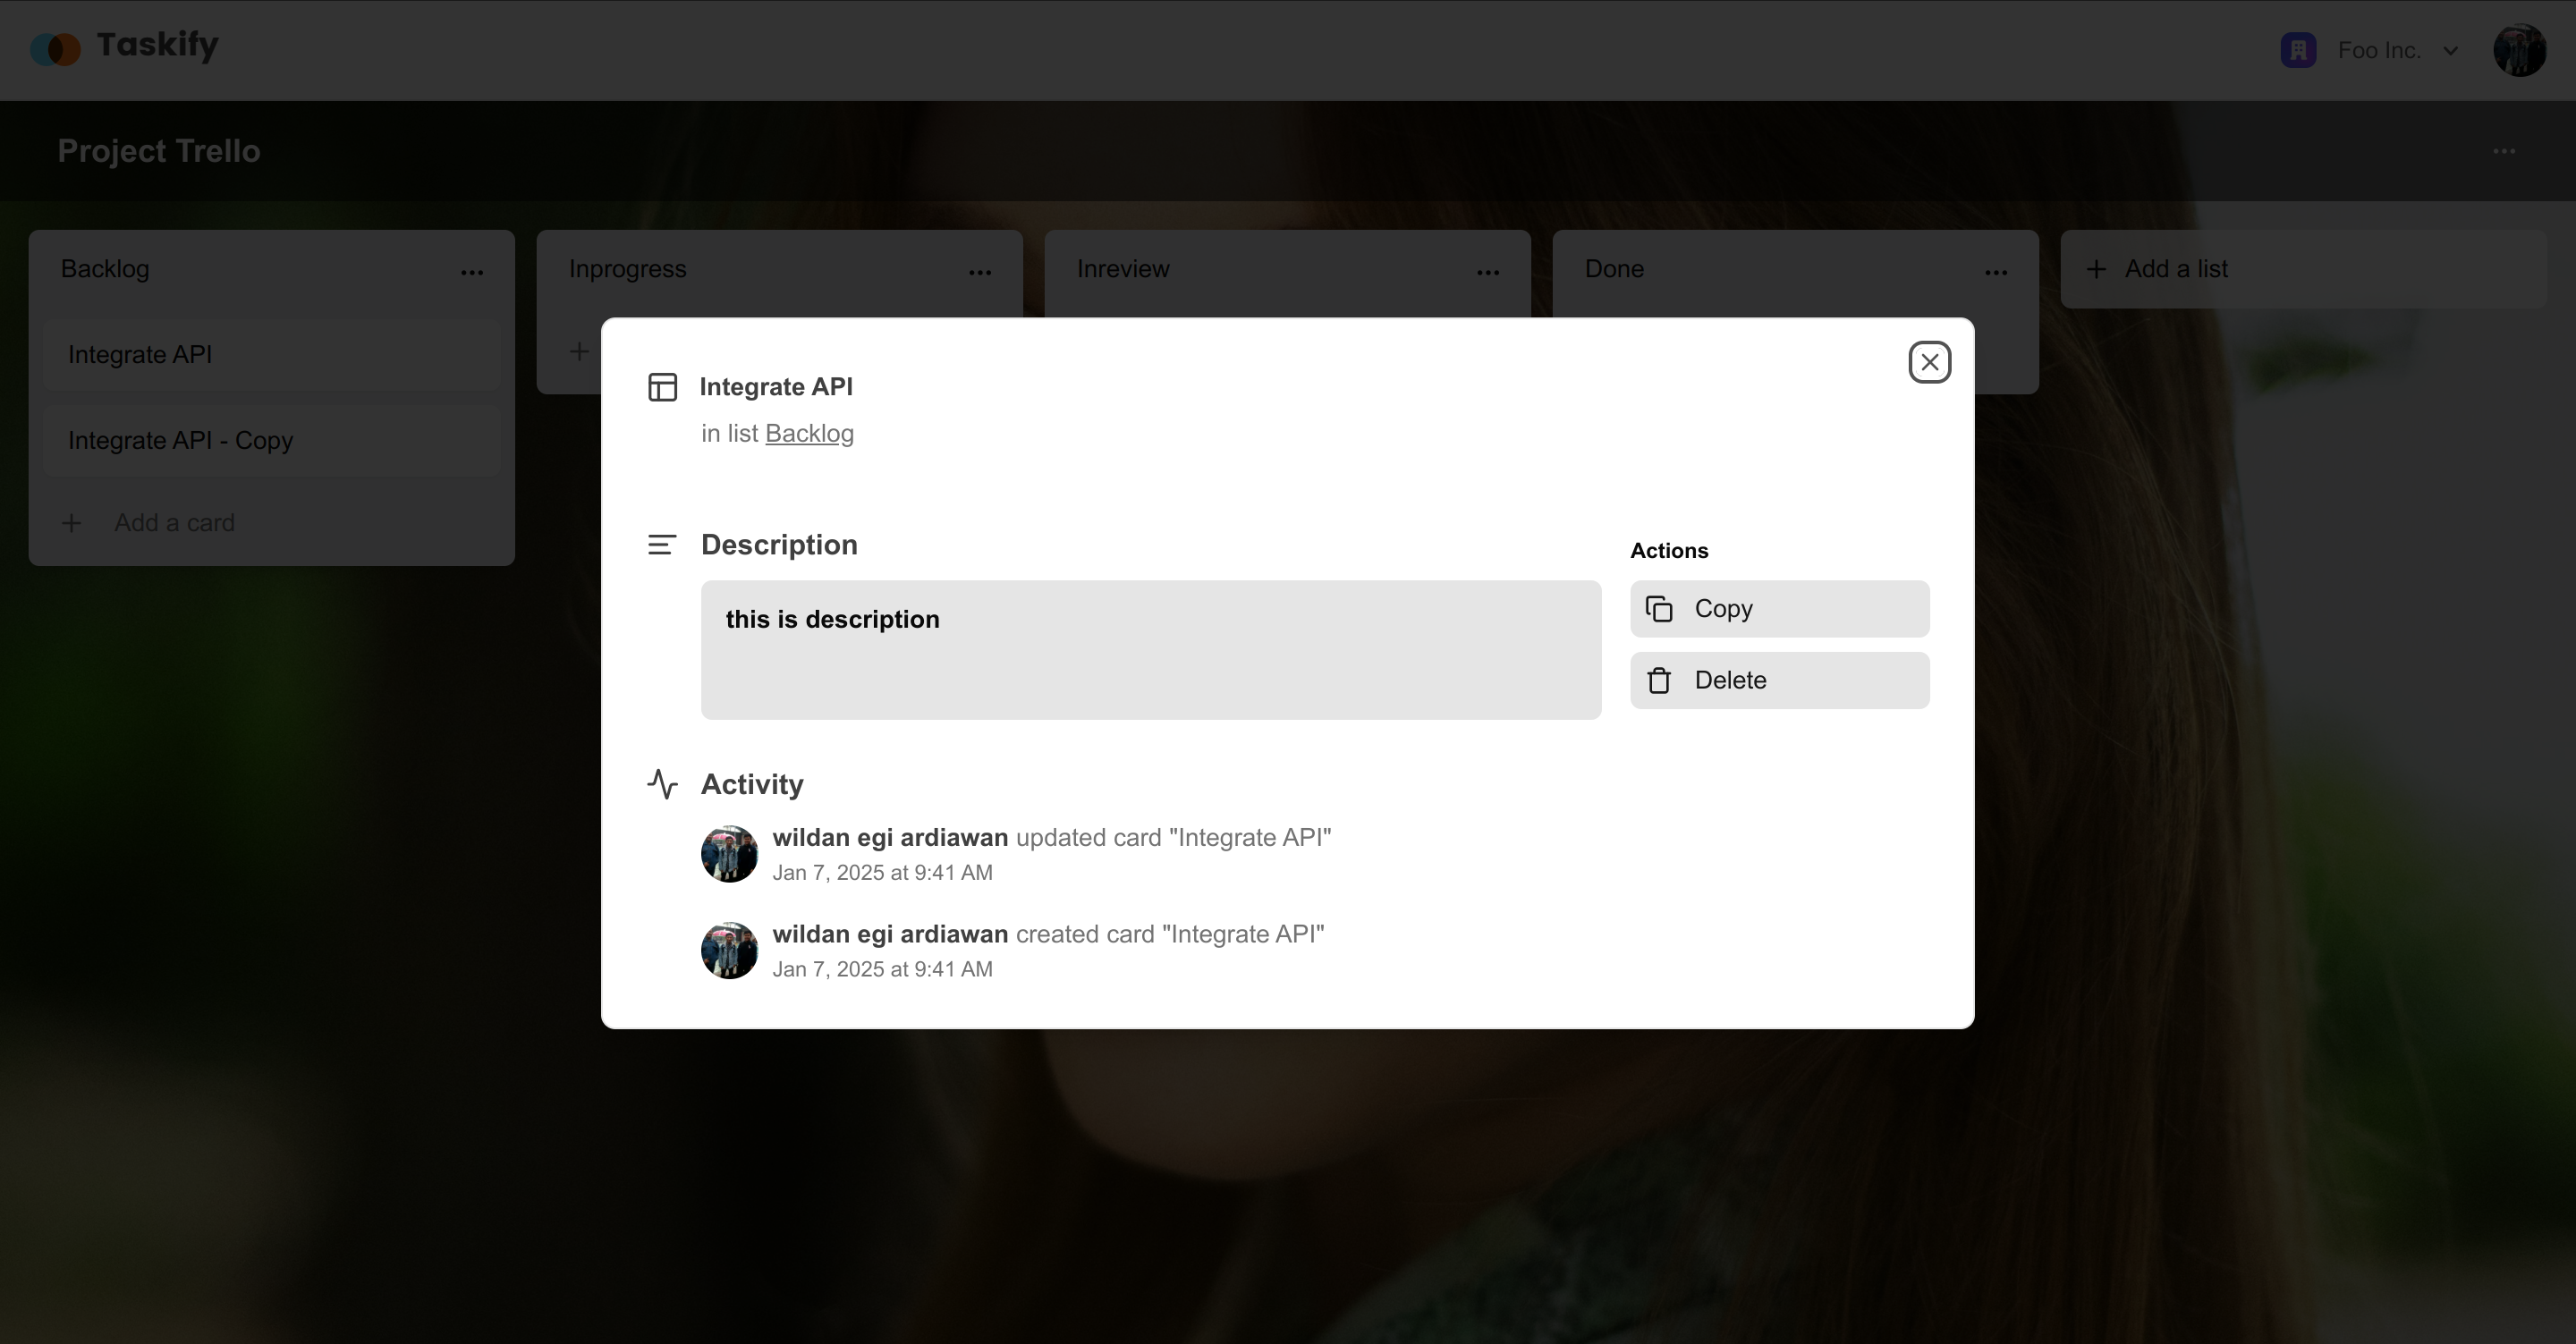 Taskify
Foo Inc.
Project Trello
Backlog
Inprogress
Inreview
Done
Add a list
Integrate API
Integrate API - Copy
Add a card
Integrate API
in list Backlog
Description
this is description
Actions
Copy
Delete
Activity
wildan egi ardiawan updated card "Integrate API"
Jan 7, 2025 at 9:41 AM
wildan egi ardiawan created card "Integrate API"
Jan 7, 2025 at 9:41 AM